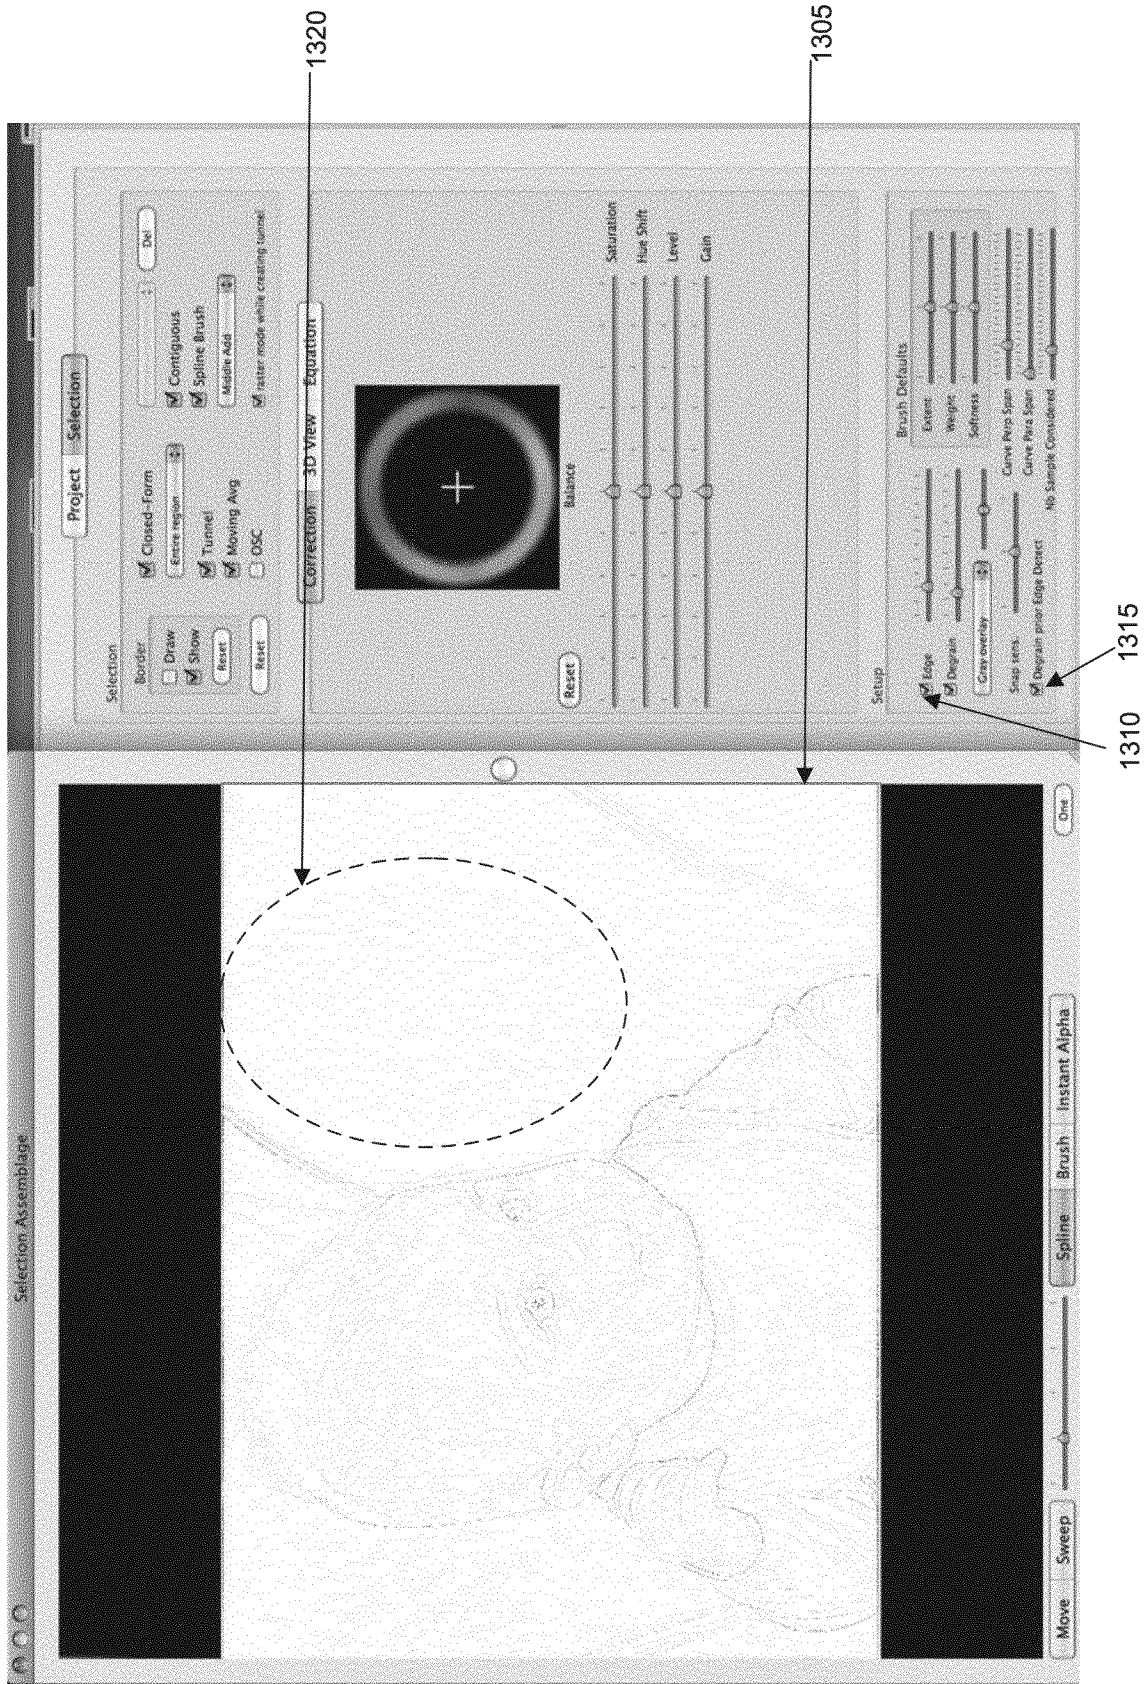 Selection Assemblage
Project Selection
Selection
Border
Draw
Show
Reset
Reset
Closed-Form
Entire region
Tunnel
Moving Avg
OSC
Del
Contiguous
Spline Brush
Middle Add
raster mode while creating tunnel
Correction 3D View Equation
Balance
Reset
Saturation
Hue Shift
Level
Gain
Setup
Edge
Degrain
Gray overlay
Snap sens.
Degrain prior Edge Detect
Brush Defaults
Extent
Weight
Softness
Curve Perp Span
Curve Para Span
Nb Sample Considered
Move Sweep
Spline Brush Instant Alpha
One
1320
1305
1310
1315